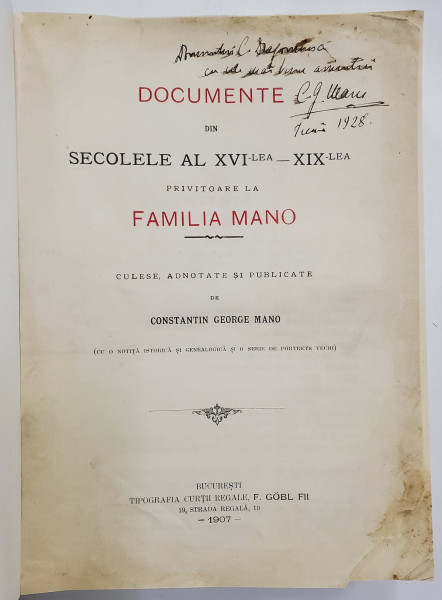 cu cele mai bune amintiri
C. G. Mano
Iunie 1928.
DOCUMENTE
DIN
SECOLELE AL XVI-LEA — XIX-LEA
PRIVITOARE LA
FAMILIA MANO
CULESE, ADNOTATE ȘI PUBLICATE
DE
CONSTANTIN GEORGE MANO
(CU O NOTIȚĂ ISTORICĂ ȘI GENEALOGICĂ ȘI O SERIE DE PORTRETE VECHI)
BUCUREȘTI
TIPOGRAFIA CURȚII REGALE, F. GÖBL FII
19, STRADA REGALĂ, 19
— 1907 —